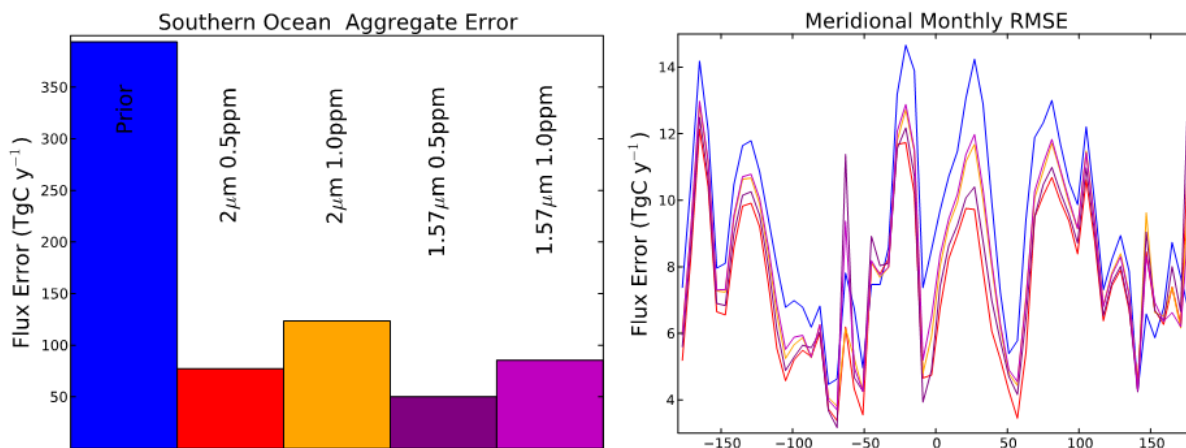 Southern Ocean Aggregate Error
Flux Error (TgC y⁻¹)
350
300
250
200
150
100
50
Prior
2μm 0.5ppm
2μm 1.0ppm
1.57μm 0.5ppm
1.57μm 1.0ppm
Meridional Monthly RMSE
Flux Error (TgC y⁻¹)
14
12
10
8
6
4
−150 −100 −50 0 50 100 150